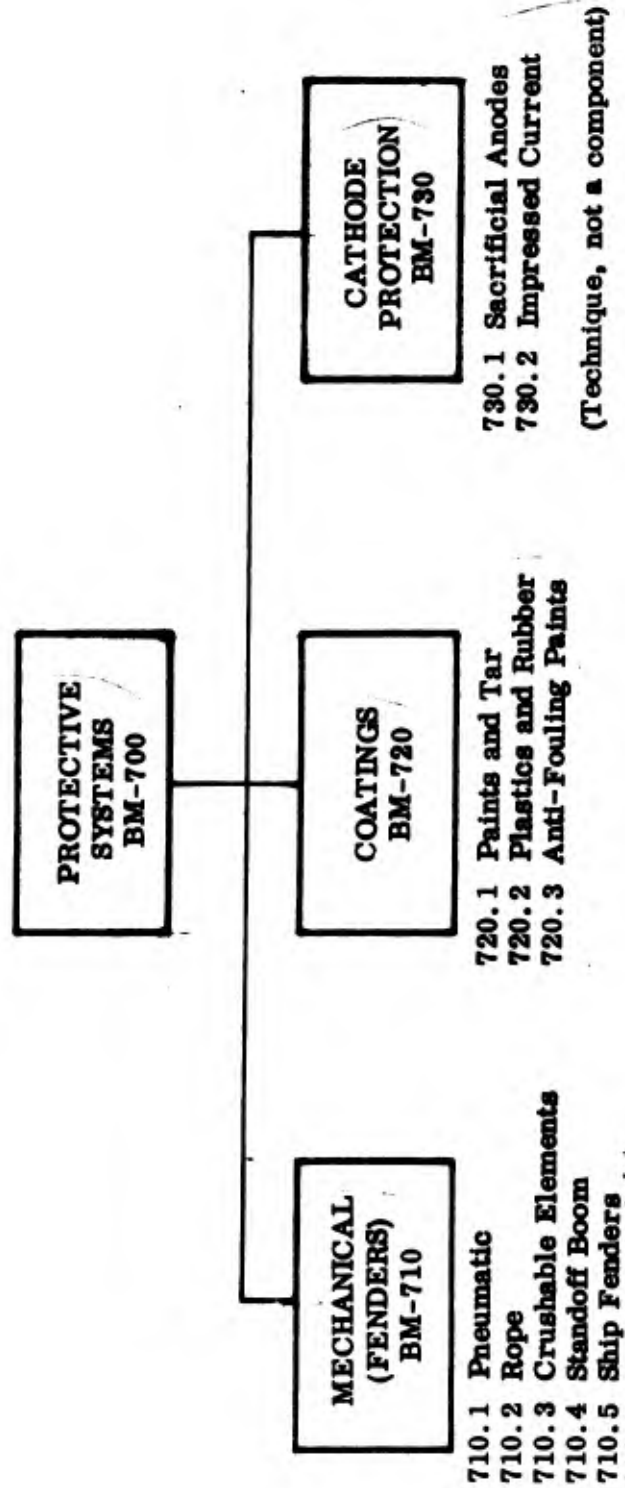 PROTECTIVE
SYSTEMS
BM-700
MECHANICAL
(FENDERS)
BM-710
710.1 Pneumatic
710.2 Rope
710.3 Crushable Elements
710.4 Standoff Boom
710.5 Ship Fenders
COATINGS
BM-720
720.1 Paints and Tar
720.2 Plastics and Rubber
720.3 Anti-Fouling Paints
CATHODE
PROTECTION
BM-730
730.1 Sacrificial Anodes
730.2 Impressed Current
(Technique, not a component)